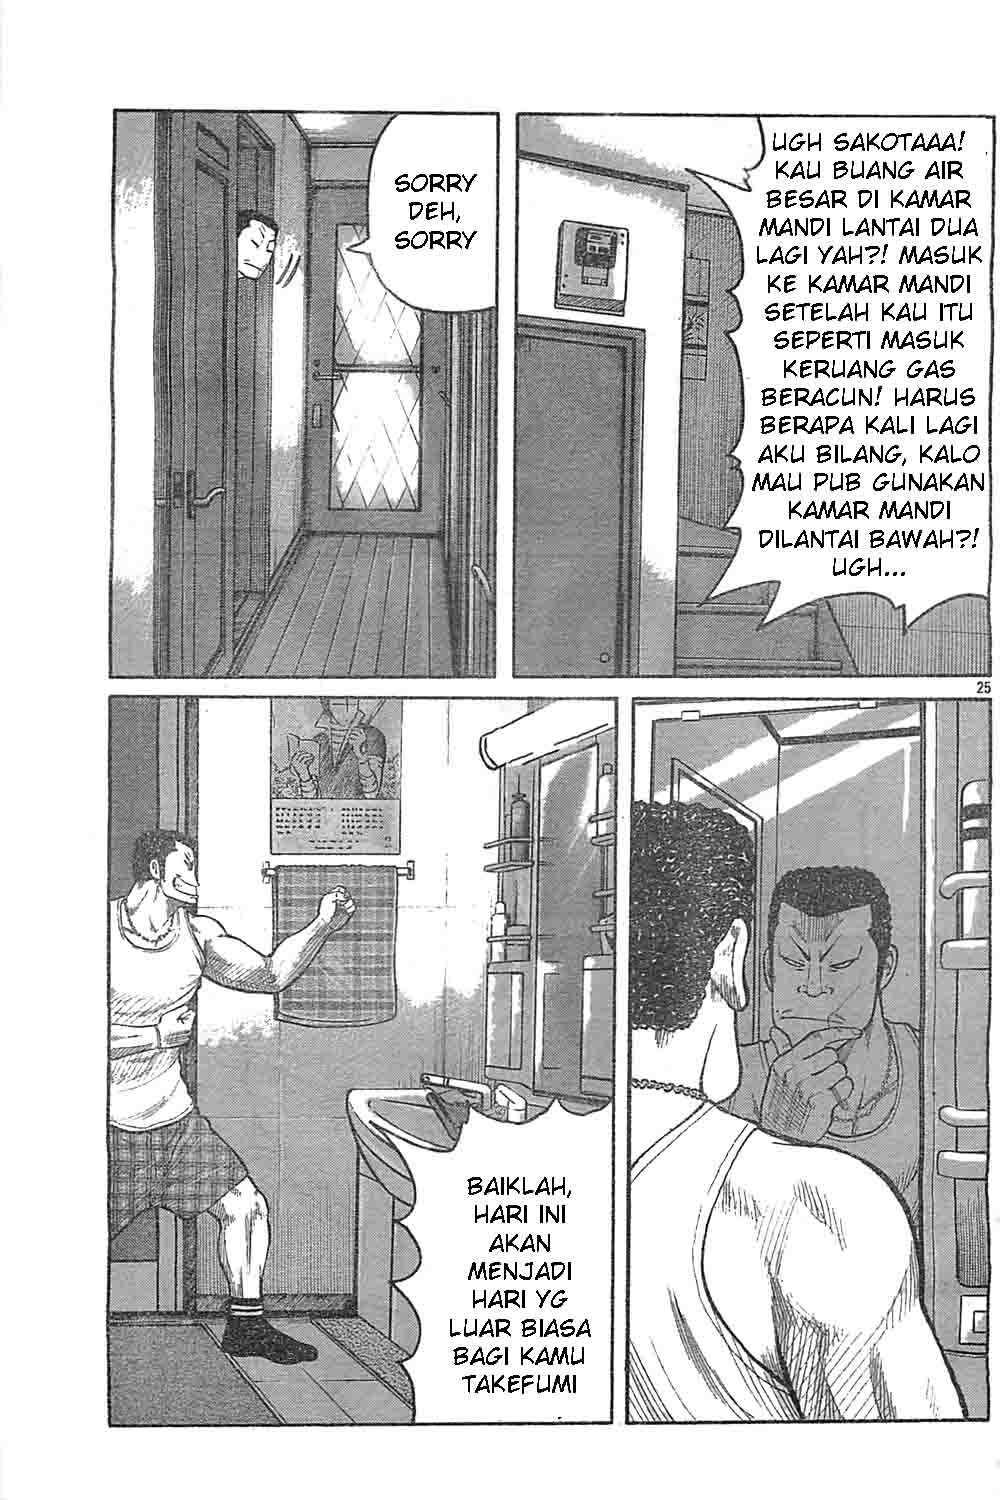 UGH SAKOTAAA!
KAU BUANG AIR
BESAR DI KAMAR
MANDI LANTAI DUA
LAGI YAH?! MASUK
KE KAMAR MANDI
SETELAH KAU ITU
SEPERTI MASUK
KERUANG GAS
BERACUN! HARUS
BERAPA KALI LAGI
AKU BILANG, KALO
MAU PUB GUNAKAN
KAMAR MANDI
DILANTAI BAWAH?!
UGH...
SORRY
DEH,
SORRY
25
BAIKLAH,
HARI INI
AKAN
MENJADI
HARI YG
LUAR BIASA
BAGI KAMU
TAKEFUMI